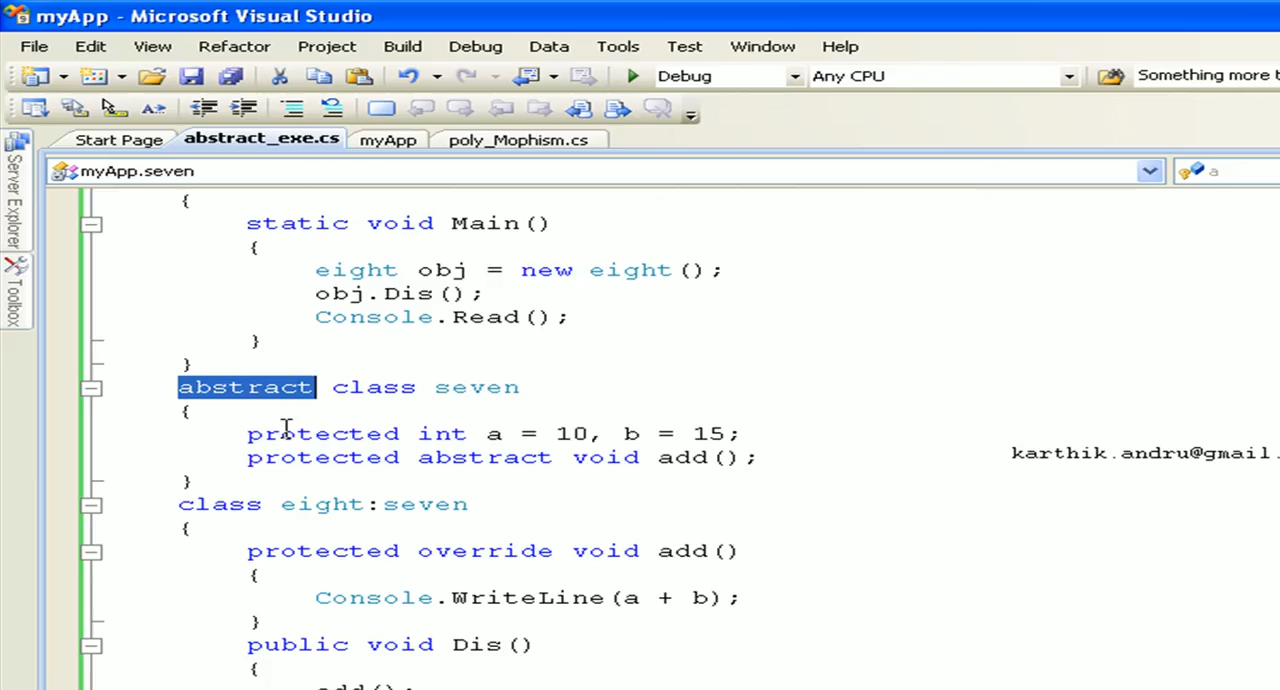 myApp - Microsoft Visual Studio
File Edit View Refactor Project Build Debug Data Tools Test Window Help
Debug Any CPU Something more t
Start Page abstract_exe.cs myApp poly_Mophism.cs
Server Explorer
Toolbox
myApp.seven a
{
static void Main()
{
eight obj = new eight();
obj.Dis();
Console.Read();
}
}
abstract class seven
{
protected int a = 10, b = 15;
protected abstract void add();
karthik.andru@gmail.
}
class eight:seven
{
protected override void add()
{
Console.WriteLine(a + b);
}
public void Dis()
{
add();